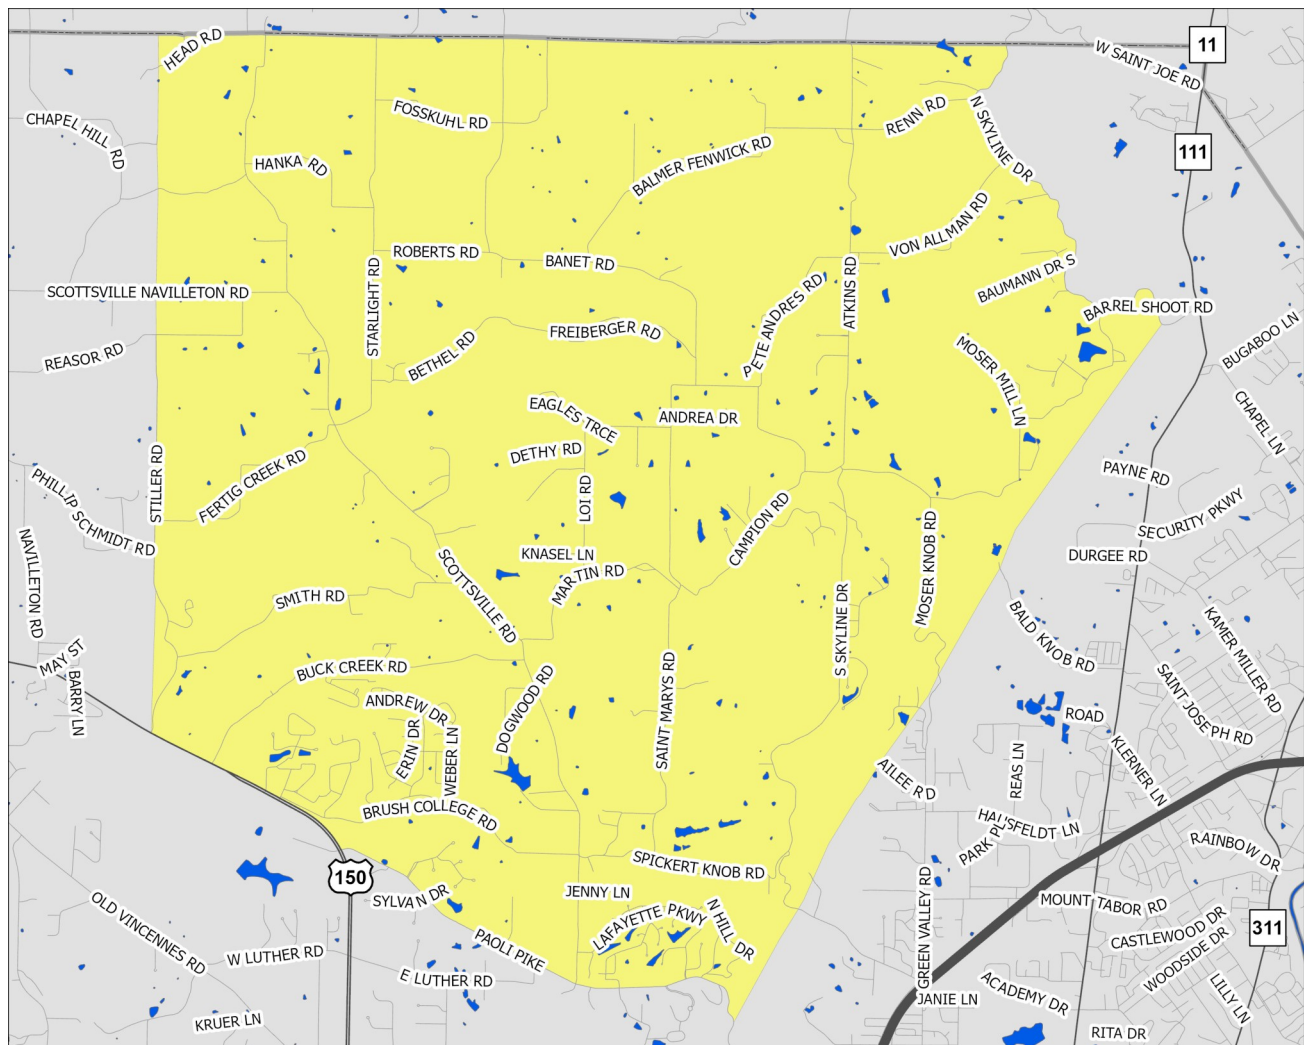 HEAD RD
11
W SAINT JOE RD
CHAPEL HILL RD
FOSSKUHL RD
RENN RD
N SKYLINE DR
111
HANKA RD
BALMER FENWICK RD
VON ALLMAN RD
ROBERTS RD
BANET RD
BAUMANN DR S
SCOTTSVILLE NAVILLETON RD
STARLIGHT RD
ATKINS RD
PETE ANDRES RD
BARREL SHOOT RD
FREIBERGER RD
BUGABOO LN
REASOR RD
BETHEL RD
MOSER MILL LN
EAGLES TRCE
ANDREA DR
CHAPEL LN
DETHY RD
STILLER RD
FERTIG CREEK RD
PAYNE RD
LOI RD
PHILLIP SCHMIDT RD
SECURITY PKWY
CAMPION RD
MOSER KNOB RD
NAVILLETON RD
KNASEL LN
DURGEE RD
MARTIN RD
SCOTTSVILLE RD
SMITH RD
S SKYLINE DR
BALD KNOB RD
KAMER MILLER RD
MAY ST
BARRY LN
BUCK CREEK RD
DOGWOOD RD
SAINT MARYS RD
SAINT JOSEPH RD
ANDREW DR
ROAD
ERIN DR
WEBER LN
REAS LN
KLERNER LN
AILEE RD
BRUSH COLLEGE RD
HAUSFELDT LN
PARK PL
RAINBOW DR
SPICKERT KNOB RD
150
SYLVAN DR
JENNY LN
GREEN VALLEY RD
MOUNT TABOR RD
OLD VINCENNES RD
LAFAYETTE PKWY
N HILL DR
CASTLEWOOD DR
311
W LUTHER RD
PAOLI PIKE
WOODSIDE DR
E LUTHER RD
ACADEMY DR
LILLY LN
JANIE LN
KRUER LN
RITA DR